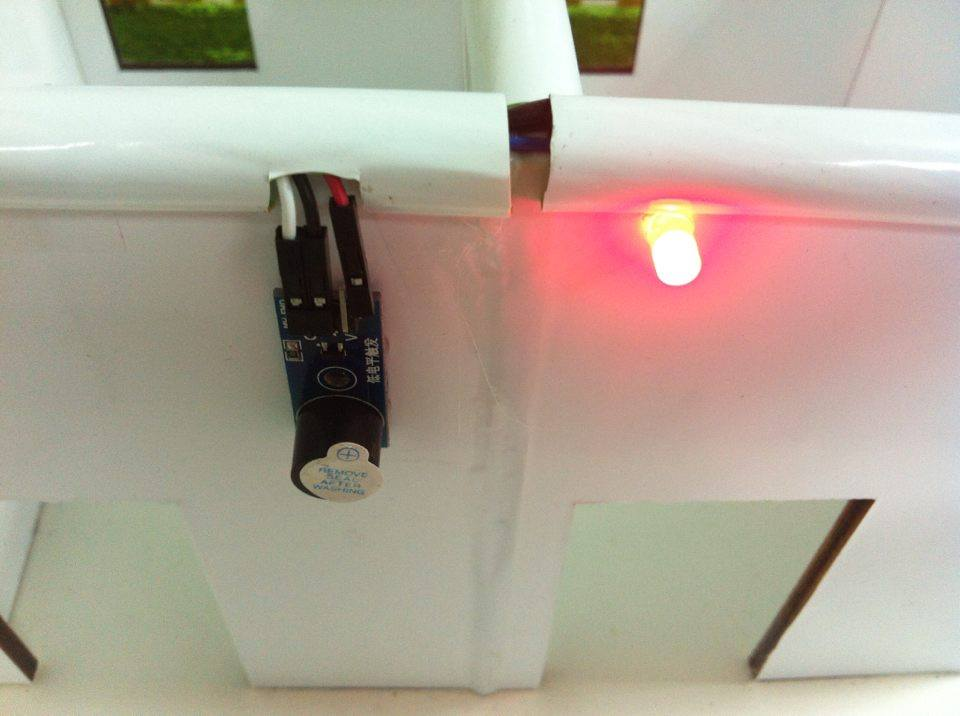 低电平触发
V
REMOVE
SEAL
AFTER
WASHING